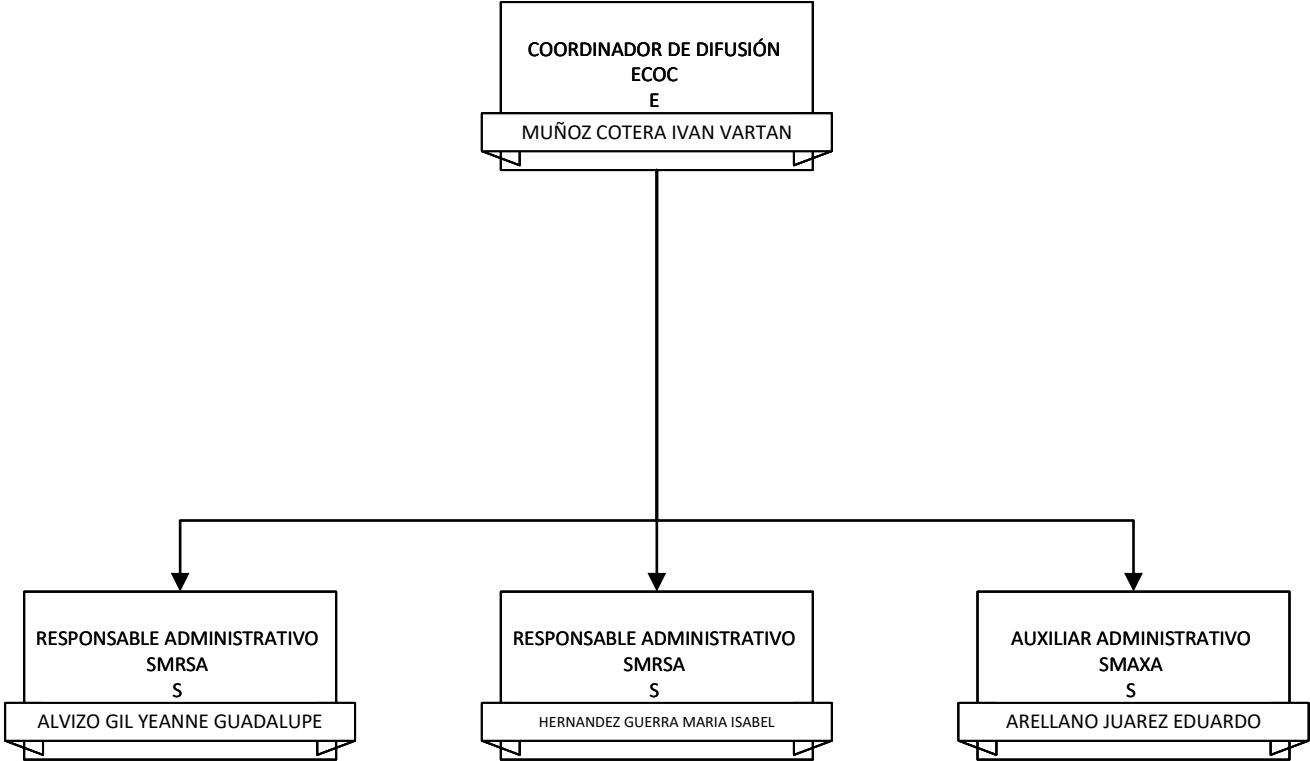 COORDINADOR DE DIFUSIÓN
ECOC
E
MUÑOZ COTERA IVAN VARTAN
RESPONSABLE ADMINISTRATIVO
SMRSA
S
ALVIZO GIL YEANNE GUADALUPE
RESPONSABLE ADMINISTRATIVO
SMRSA
S
HERNANDEZ GUERRA MARIA ISABEL
AUXILIAR ADMINISTRATIVO
SMAXA
S
ARELLANO JUAREZ EDUARDO